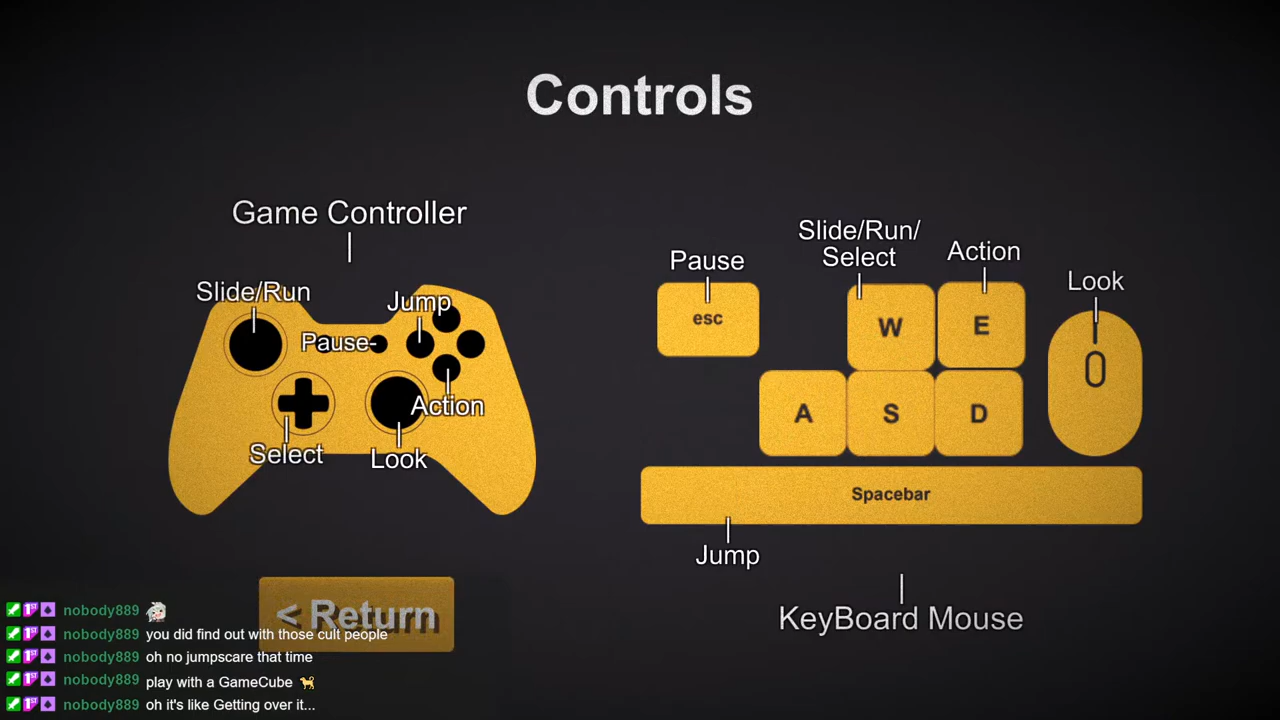 Controls
Game Controller
Slide/Run
Jump
Pause-
Action
Select
Look
Pause
Slide/Run/
Select
Action
Look
esc
W
E
A
S
D
Spacebar
Jump
KeyBoard Mouse
< Return
nobody889
nobody889 you did find out with those cult people
nobody889 oh no jumpscare that time
nobody889 play with a GameCube
nobody889 oh it's like Getting over it...